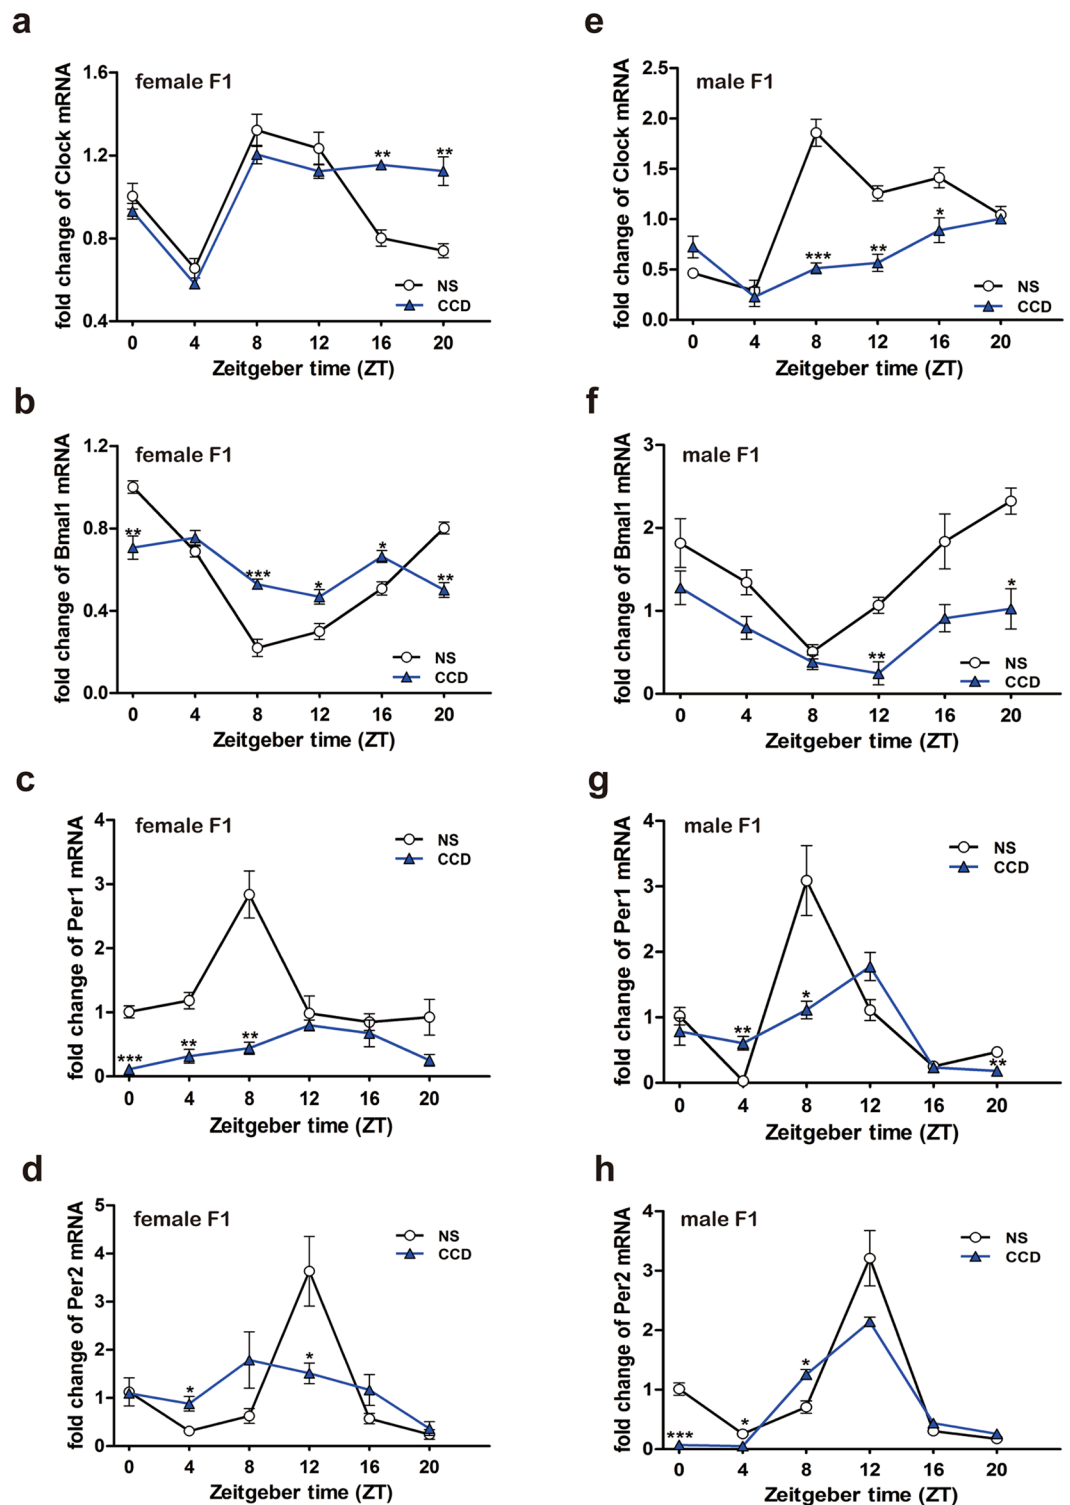 a
fold change of Clock mRNA
female F1
1.6
1.2
0.8
0.4
** **
NS
CCD
0 4 8 12 16 20
Zeitgeber time (ZT)
e
fold change of Clock mRNA
male F1
2.5
2.0
1.5
1.0
0.5
0.0
*** ** *
NS
CCD
0 4 8 12 16 20
Zeitgeber time (ZT)
b
fold change of Bmal1 mRNA
female F1
1.2
0.8
0.4
0.0
** *** * * **
NS
CCD
0 4 8 12 16 20
Zeitgeber time (ZT)
f
fold change of Bmal1 mRNA
male F1
3
2
1
0
** *
NS
CCD
0 4 8 12 16 20
Zeitgeber time (ZT)
c
fold change of Per1 mRNA
female F1
4
3
2
1
0
*** ** **
NS
CCD
0 4 8 12 16 20
Zeitgeber time (ZT)
g
fold change of Per1 mRNA
male F1
4
3
2
1
0
** * **
NS
CCD
0 4 8 12 16 20
Zeitgeber time (ZT)
d
fold change of Per2 mRNA
female F1
5
4
3
2
1
0
* *
NS
CCD
0 4 8 12 16 20
Zeitgeber time (ZT)
h
fold change of Per2 mRNA
male F1
4
3
2
1
0
*** * *
NS
CCD
0 4 8 12 16 20
Zeitgeber time (ZT)